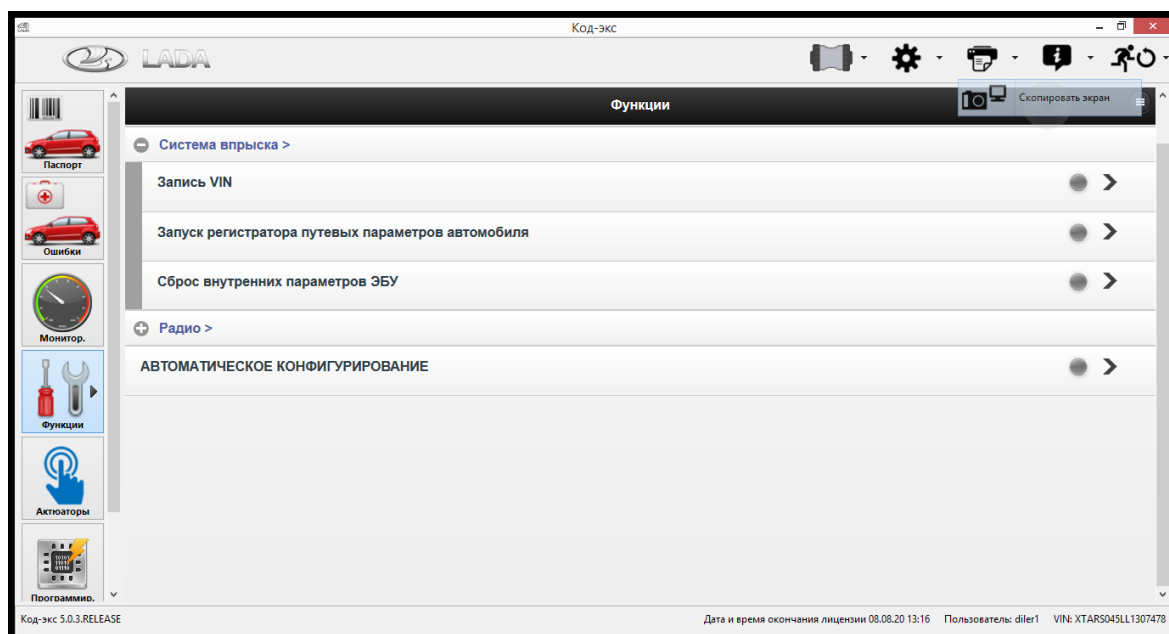 Код-экс
LADA
Функции
Скопировать экран
Паспорт
Система впрыска >
Запись VIN
Ошибки
Запуск регистратора путевых параметров автомобиля
Сброс внутренних параметров ЭБУ
Монитор.
Радио >
АВТОМАТИЧЕСКОЕ КОНФИГУРИРОВАНИЕ
Функции
Актюаторы
Программир.
Код-экс 5.0.3.RELEASE
Дата и время окончания лицензии 08.08.20 13:16 Пользователь: diler1 VIN: XTARS045LL1307478